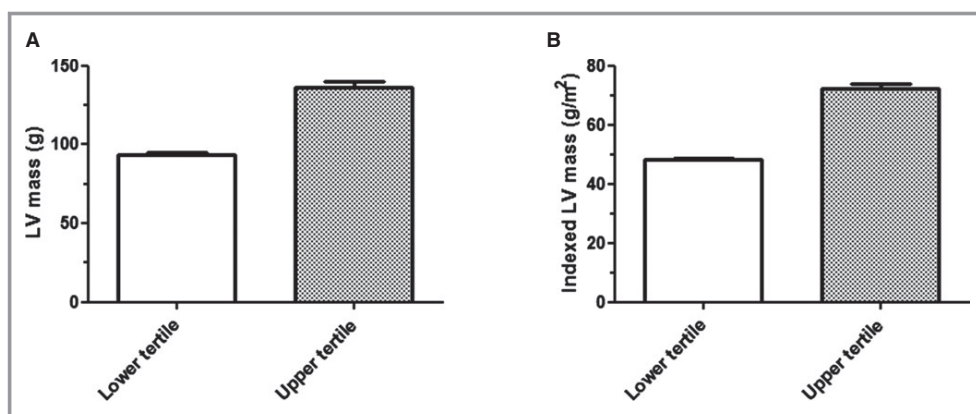 A
LV mass (g)
150
100
50
0
Lower tertile
Upper tertile
B
Indexed LV mass (g/m²)
80
60
40
20
0
Lower tertile
Upper tertile